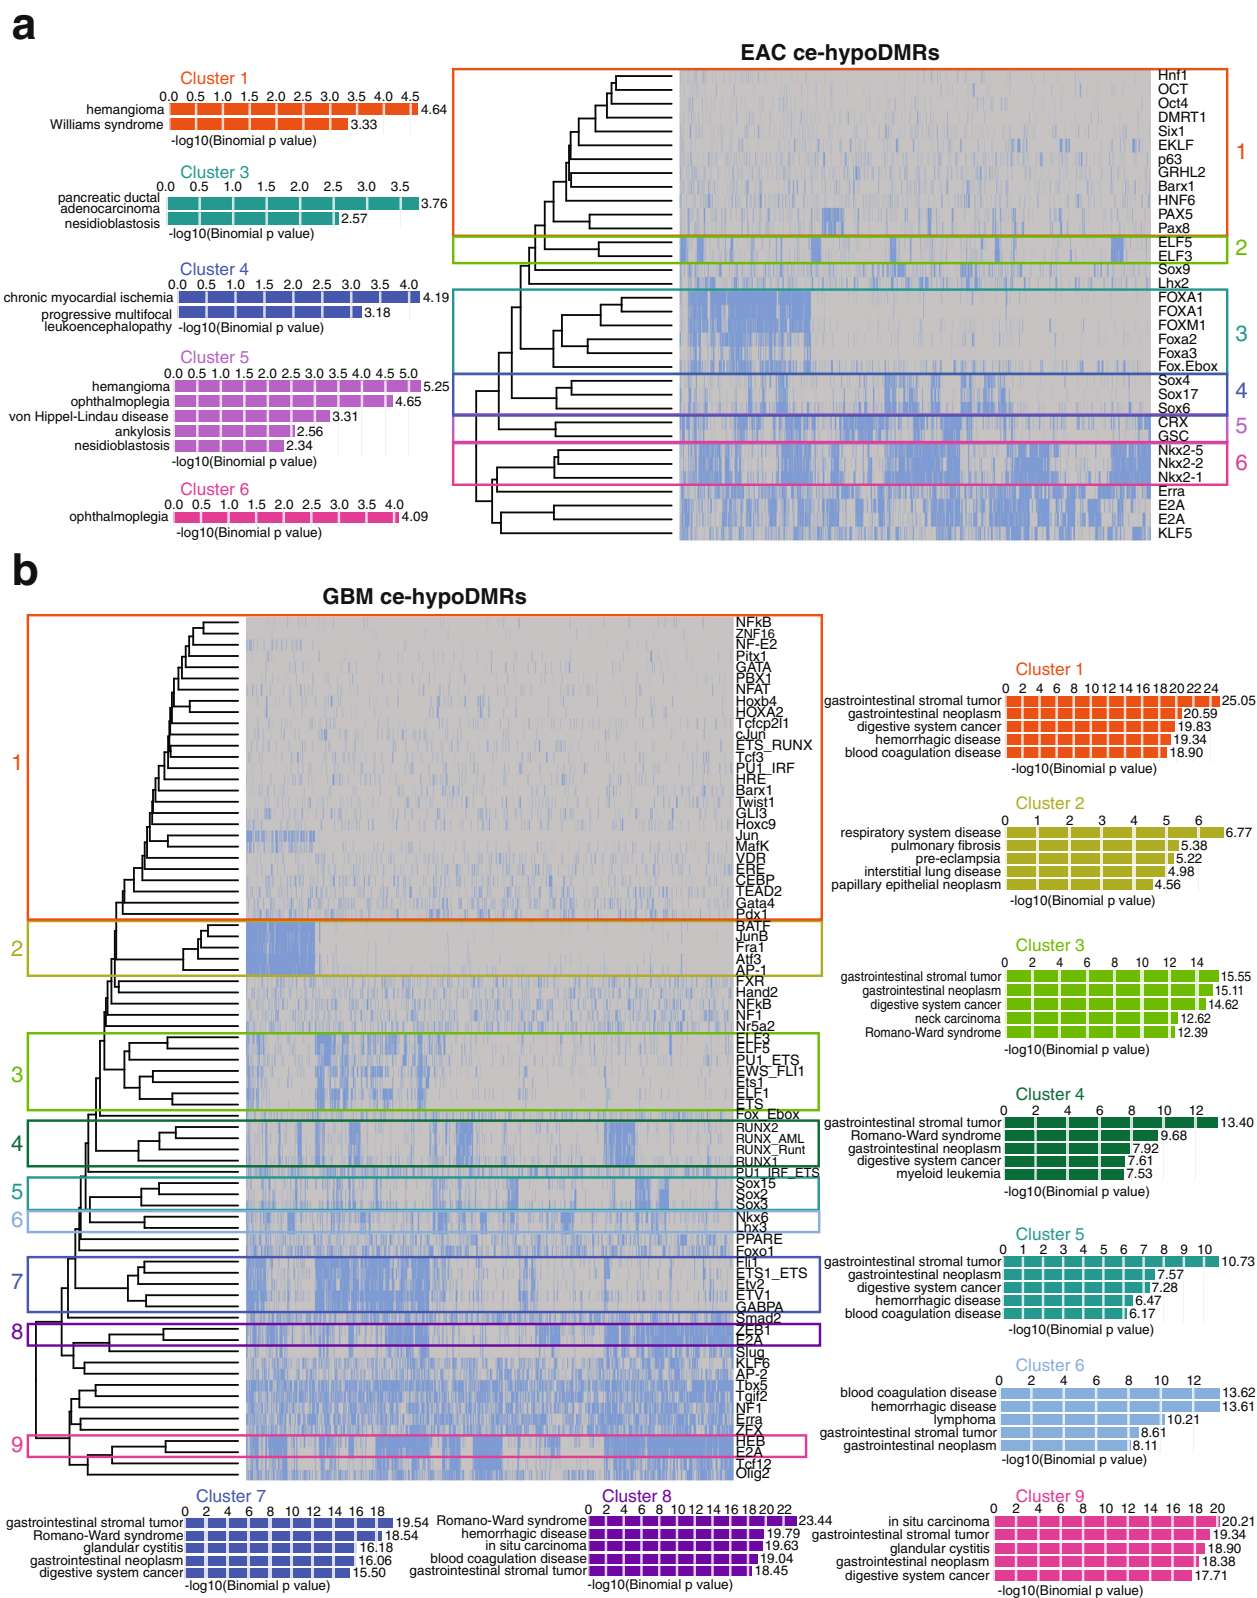 a
EAC ce-hypoDMRs
Cluster 1
0.0 0.5 1.0 1.5 2.0 2.5 3.0 3.5 4.0 4.5
hemangioma 4.64
Williams syndrome 3.33
-log10(Binomial p value)
Cluster 3
0.0 0.5 1.0 1.5 2.0 2.5 3.0 3.5
pancreatic ductal
adenocarcinoma 3.76
nesidioblastosis 2.57
-log10(Binomial p value)
Cluster 4
0.0 0.5 1.0 1.5 2.0 2.5 3.0 3.5 4.0
chronic myocardial ischemia 4.19
progressive multifocal 3.18
leukoencephalopathy -log10(Binomial p value)
Cluster 5
0.0 0.5 1.0 1.5 2.0 2.5 3.0 3.5 4.0 4.5 5.0
hemangioma 5.25
ophthalmoplegia 4.65
von Hippel-Lindau disease 3.31
ankylosis 2.56
nesidioblastosis 2.34
-log10(Binomial p value)
Cluster 6
0.0 0.5 1.0 1.5 2.0 2.5 3.0 3.5 4.0
ophthalmoplegia 4.09
-log10(Binomial p value)
Hnf1
OCT
Oct4
DMRT1
Six1
EKLF
p63
GRHL2
Barx1
HNF6
PAX5
Pax8
ELF5
ELF3
Sox9
Lhx2
FOXA1
FOXA1
FOXM1
Foxa2
Foxa3
Fox.Ebox
Sox4
Sox17
Sox6
CRX
GSC
Nkx2-5
Nkx2-2
Nkx2-1
Erra
E2A
E2A
KLF5
1
2
3
4
5
6
b
GBM ce-hypoDMRs
1
2
3
4
5
6
7
8
9
NFkB
ZNF16
NF-E2
Pitx1
GATA
PBX1
NFAT
Hoxb4
HOXA2
Tcfcp2l1
cJun
ETS_RUNX
Tcf3
PU1_IRF
HRE
Barx1
Twist1
GLI3
Hoxc9
Jun
MafK
VDR
ERE
CEBP
TEAD2
Gata4
Pdx1
BATF
JunB
Fra1
Atf3
AP-1
FXR
Hand2
NFkB
NF1
Nr5a2
ELF3
ELF5
PU1_ETS
EWS_FLI1
Ets1
ELF1
ETS
Fox_Ebox
RUNX2
RUNX_AML
RUNX_Runt
RUNX1
PU1_IRF_ETS
Sox15
Sox2
Sox3
Nkx6
Lhx3
PPARE
Foxo1
Fli1
ETS1_ETS
Etv2
ETV1
GABPA
Smad2
ZEB1
E2A
Slug
KLF6
AP-2
Tbx5
Tgif2
NF1
Erra
ZFX
HEB
E2A
Tcf12
Olig2
Cluster 1
0 2 4 6 8 10 12 14 16 18 20 22 24
gastrointestinal stromal tumor 25.05
gastrointestinal neoplasm 20.59
digestive system cancer 19.83
hemorrhagic disease 19.34
blood coagulation disease 18.90
-log10(Binomial p value)
Cluster 2
0 1 2 3 4 5 6
respiratory system disease 6.77
pulmonary fibrosis 5.38
pre-eclampsia 5.22
interstitial lung disease 4.98
papillary epithelial neoplasm 4.56
-log10(Binomial p value)
Cluster 3
0 2 4 6 8 10 12 14
gastrointestinal stromal tumor 15.55
gastrointestinal neoplasm 15.11
digestive system cancer 14.62
neck carcinoma 12.62
Romano-Ward syndrome 12.39
-log10(Binomial p value)
Cluster 4
0 2 4 6 8 10 12
gastrointestinal stromal tumor 13.40
Romano-Ward syndrome 9.68
gastrointestinal neoplasm 7.92
digestive system cancer 7.61
myeloid leukemia 7.53
-log10(Binomial p value)
Cluster 5
0 1 2 3 4 5 6 7 8 9 10
gastrointestinal stromal tumor 10.73
gastrointestinal neoplasm 7.57
digestive system cancer 7.28
hemorrhagic disease 6.47
blood coagulation disease 6.17
-log10(Binomial p value)
Cluster 6
0 2 4 6 8 10 12
blood coagulation disease 13.62
hemorrhagic disease 13.61
lymphoma 10.21
gastrointestinal stromal tumor 8.61
gastrointestinal neoplasm 8.11
-log10(Binomial p value)
Cluster 7
0 2 4 6 8 10 12 14 16 18
gastrointestinal stromal tumor 19.54
Romano-Ward syndrome 18.54
glandular cystitis 16.18
gastrointestinal neoplasm 16.06
digestive system cancer 15.50
-log10(Binomial p value)
Cluster 8
0 2 4 6 8 10 12 14 16 18 20 22
Romano-Ward syndrome 23.44
hemorrhagic disease 19.79
in situ carcinoma 19.63
blood coagulation disease 19.04
gastrointestinal stromal tumor 18.45
-log10(Binomial p value)
Cluster 9
0 2 4 6 8 10 12 14 16 18 20
in situ carcinoma 20.21
gastrointestinal stromal tumor 19.34
glandular cystitis 18.90
gastrointestinal neoplasm 18.38
digestive system cancer 17.71
-log10(Binomial p value)